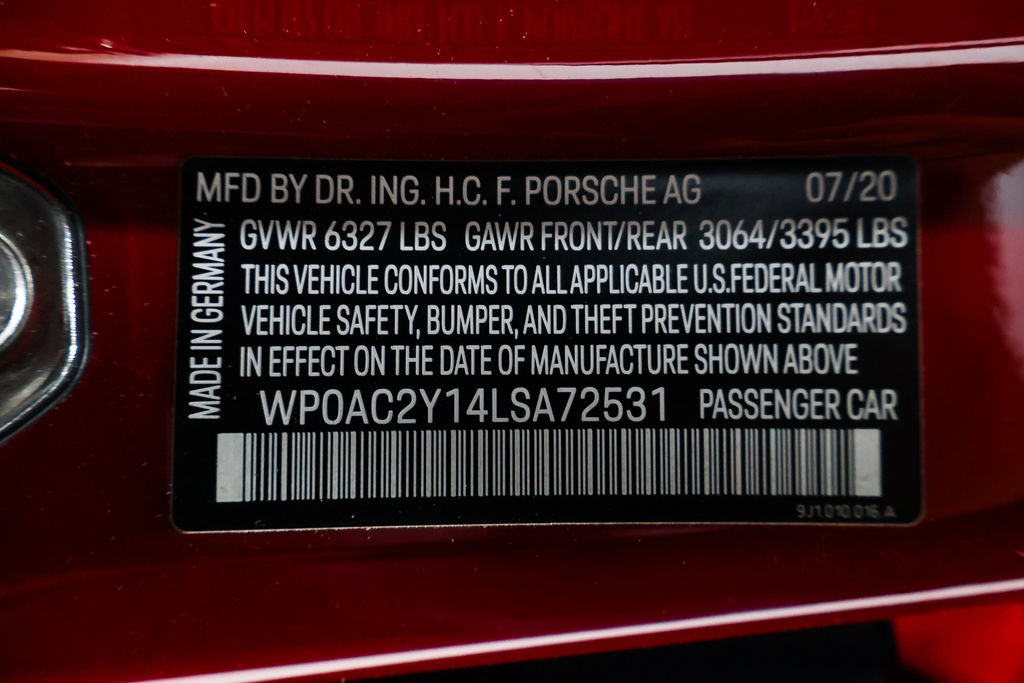 MFD BY DR. ING. H.C. F. PORSCHE AG 07/20
GVWR 6327 LBS GAWR FRONT/REAR 3064/3395 LBS
THIS VEHICLE CONFORMS TO ALL APPLICABLE U.S.FEDERAL MOTOR
VEHICLE SAFETY, BUMPER, AND THEFT PREVENTION STANDARDS
IN EFFECT ON THE DATE OF MANUFACTURE SHOWN ABOVE
MADE IN GERMANY
WP0AC2Y14LSA72531 PASSENGER CAR
9J1.010.016.A